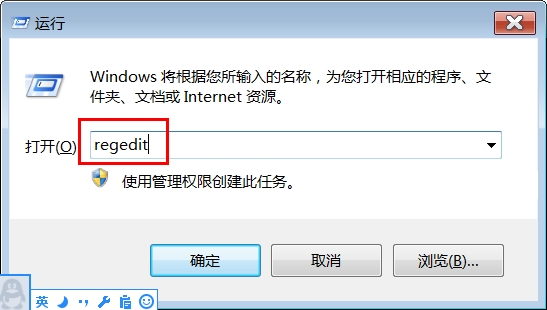 运行
Windows 将根据您所输入的名称，为您打开相应的程序、文
件夹、文档或 Internet 资源。
打开(O) regedit
使用管理权限创建此任务。
确定 取消 浏览(B)...
英